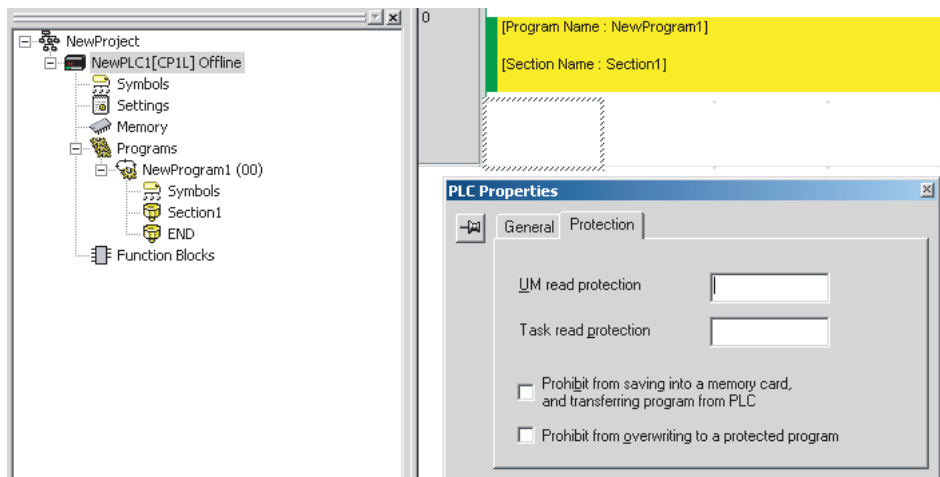 NewProject
NewPLC1[CP1L] Offline
Symbols
Settings
Memory
Programs
NewProgram1 (00)
Symbols
Section1
END
Function Blocks
0
[Program Name : NewProgram1]
[Section Name : Section1]
PLC Properties
General Protection
UM read protection
Task read protection
Prohibit from saving into a memory card,
and transferring program from PLC
Prohibit from overwriting to a protected program